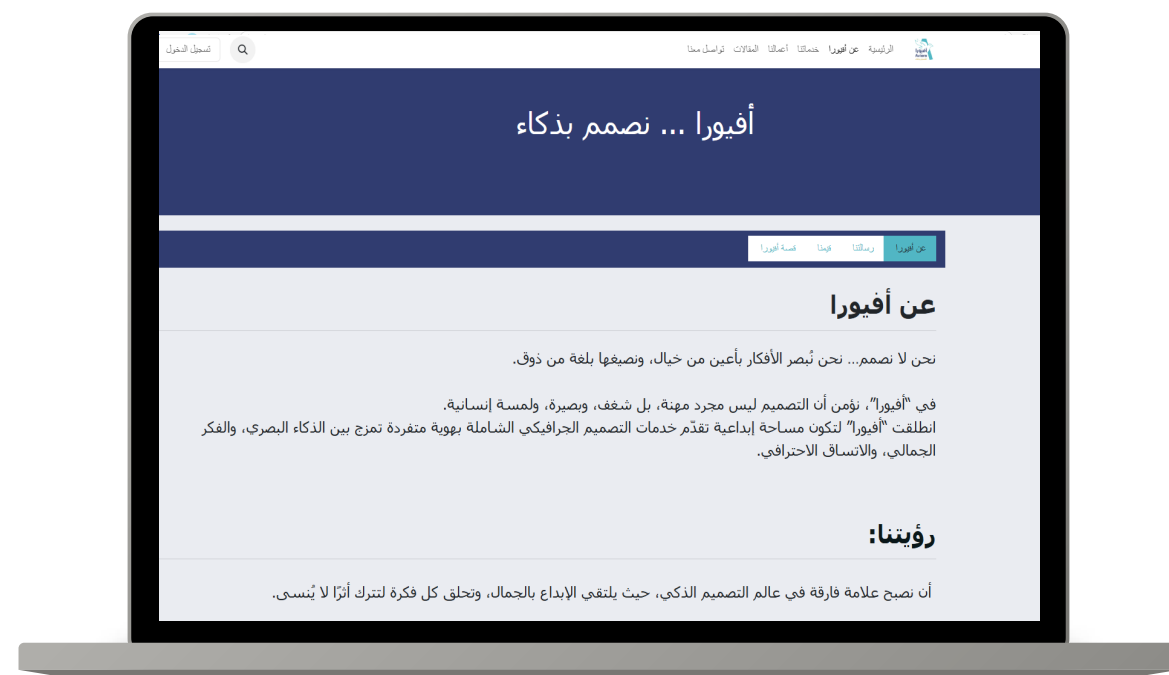 الرئيسية عن أفيورا خدماتنا أعمالنا المقالات تواصل معنا
تسجيل الدخول
أفيورا ... نصمم بذكاء
عن أفيورا رسالتنا قيمنا قصة أفيورا
عن أفيورا
نحن لا نصمم... نحن نُبصر الأفكار بأعين من خيال، ونصيغها بلغة من ذوق.
في “أفيورا”، نؤمن أن التصميم ليس مجرد مهنة، بل شغف، وبصيرة، ولمسة إنسانية.
انطلقت “أفيورا” لتكون مساحة إبداعية تقدّم خدمات التصميم الجرافيكي الشاملة بهوية متفردة تمزج بين الذكاء البصري، والفكر
الجمالي، والاتساق الاحترافي.
رؤيتنا:
أن نصبح علامة فارقة في عالم التصميم الذكي، حيث يلتقي الإبداع بالجمال، وتحلق كل فكرة لتترك أثرًا لا يُنسى.